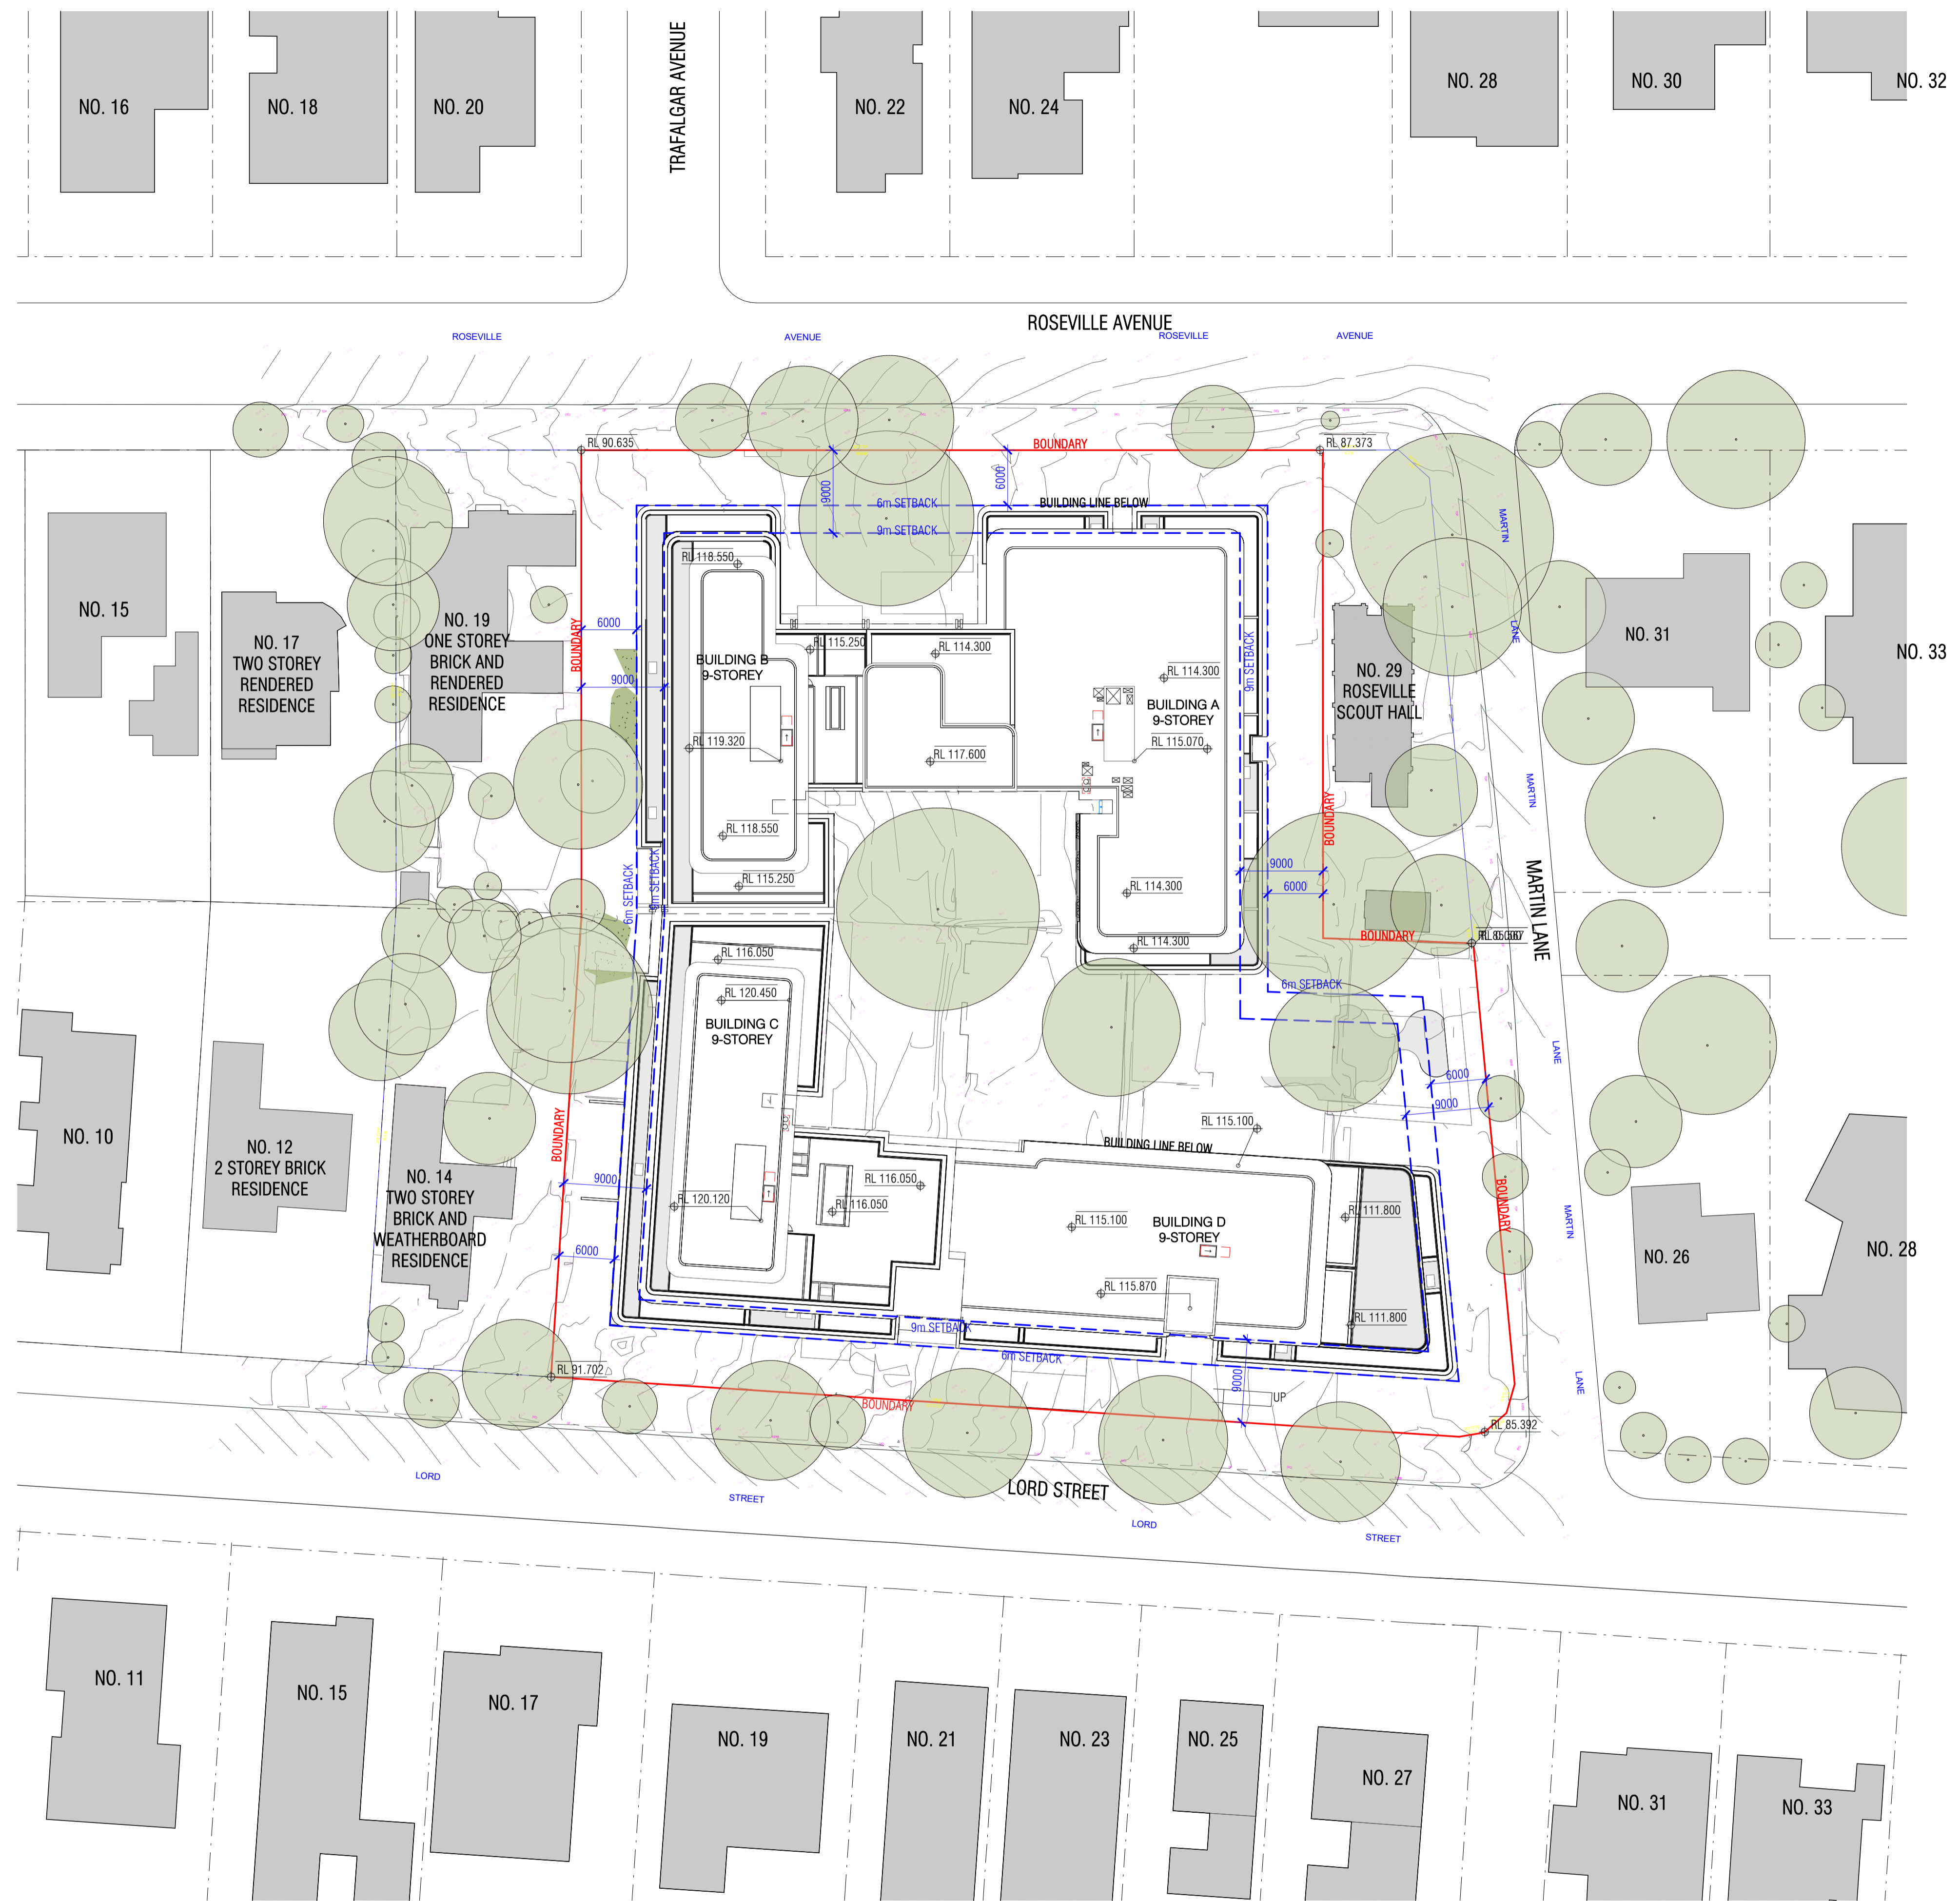 TRAFALGAR AVENUE
NO. 16
NO. 18
NO. 20
NO. 22
NO. 24
NO. 28
NO. 30
NO. 32
ROSEVILLE AVENUE
ROSEVILLE
AVENUE
ROSEVILLE
AVENUE
RL 90.635
BOUNDARY
RL 87.373
9000
6000
6m SETBACK
BUILDING LINE BELOW
9m SETBACK
MARTIN
LANE
RL 118.550
NO. 15
NO. 17
TWO STOREY
RENDERED
RESIDENCE
NO. 19
ONE STOREY
BRICK AND
RENDERED
RESIDENCE
BOUNDARY
6000
9000
BUILDING B
9-STOREY
RL 115.250
RL 114.300
RL 114.300
9m SETBACK
BUILDING A
9-STOREY
NO. 29
ROSEVILLE
SCOUT HALL
NO. 31
NO. 33
RL 119.320
RL 117.600
RL 115.070
MARTIN
BOUNDARY
RL 118.550
RL 115.250
6m SETBACK
9m SETBACK
9000
6000
RL 114.300
RL 114.300
BOUNDARY
MARTIN LANE
RL 116.050
RL 120.450
BUILDING C
9-STOREY
6m SETBACK
LANE
6000
9000
RL 115.100
BUILDING LINE BELOW
NO. 10
NO. 12
2 STOREY BRICK
RESIDENCE
NO. 14
TWO STOREY
BRICK AND
WEATHERBOARD
RESIDENCE
BOUNDARY
9000
6000
RL 120.120
RL 116.050
RL 116.050
RL 115.100
BUILDING D
9-STOREY
RL 111.800
BOUNDARY
MARTIN
NO. 26
NO. 28
RL 115.870
RL 111.800
9m SETBACK
6m SETBACK
9000
LANE
RL 91.702
BOUNDARY
UP
RL 85.392
LORD STREET
LORD
STREET
LORD
STREET
NO. 11
NO. 15
NO. 17
NO. 19
NO. 21
NO. 23
NO. 25
NO. 27
NO. 31
NO. 33